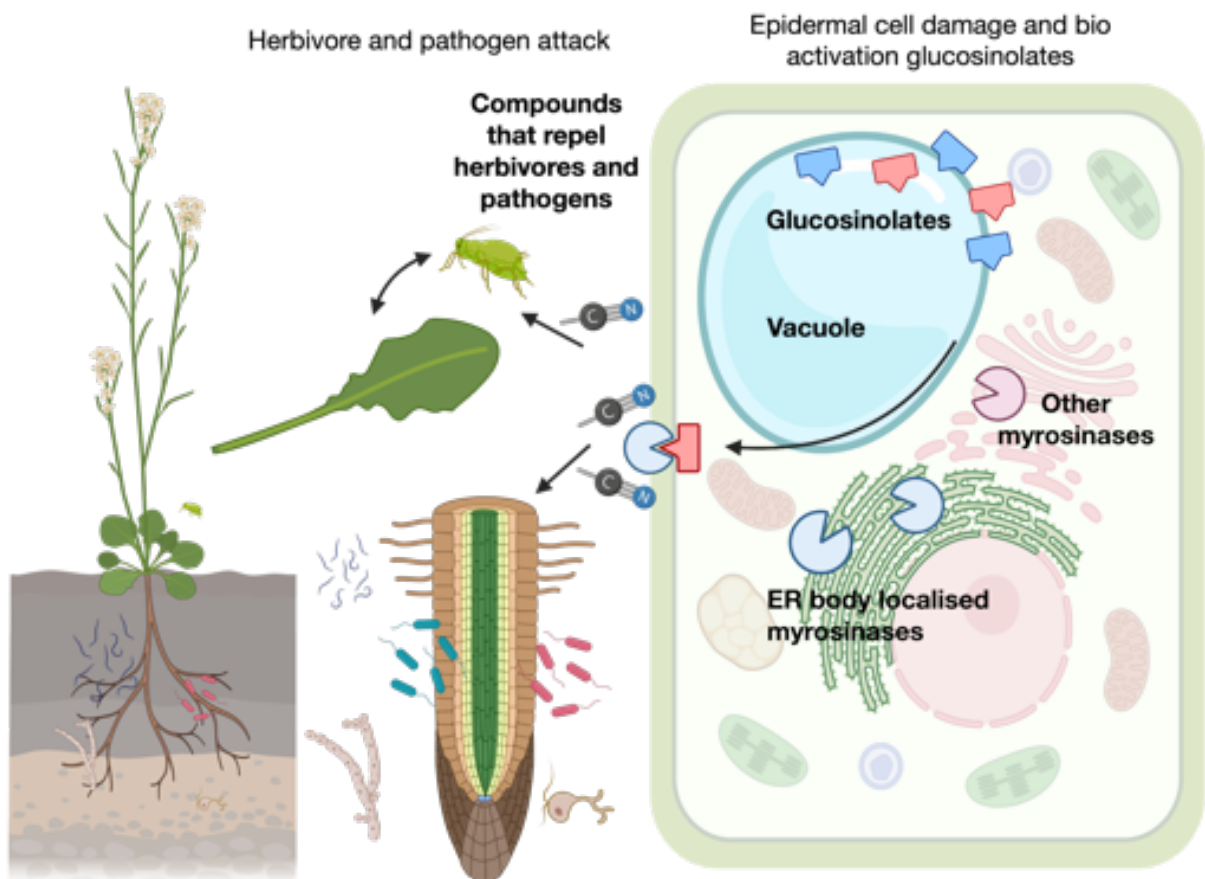 Herbivore and pathogen attack
Epidermal cell damage and bio
activation glucosinolates
Compounds
that repel
herbivores and
pathogens
Glucosinolates
Vacuole
C N
C N
C N
Other
myrosinases
ER body localised
myrosinases